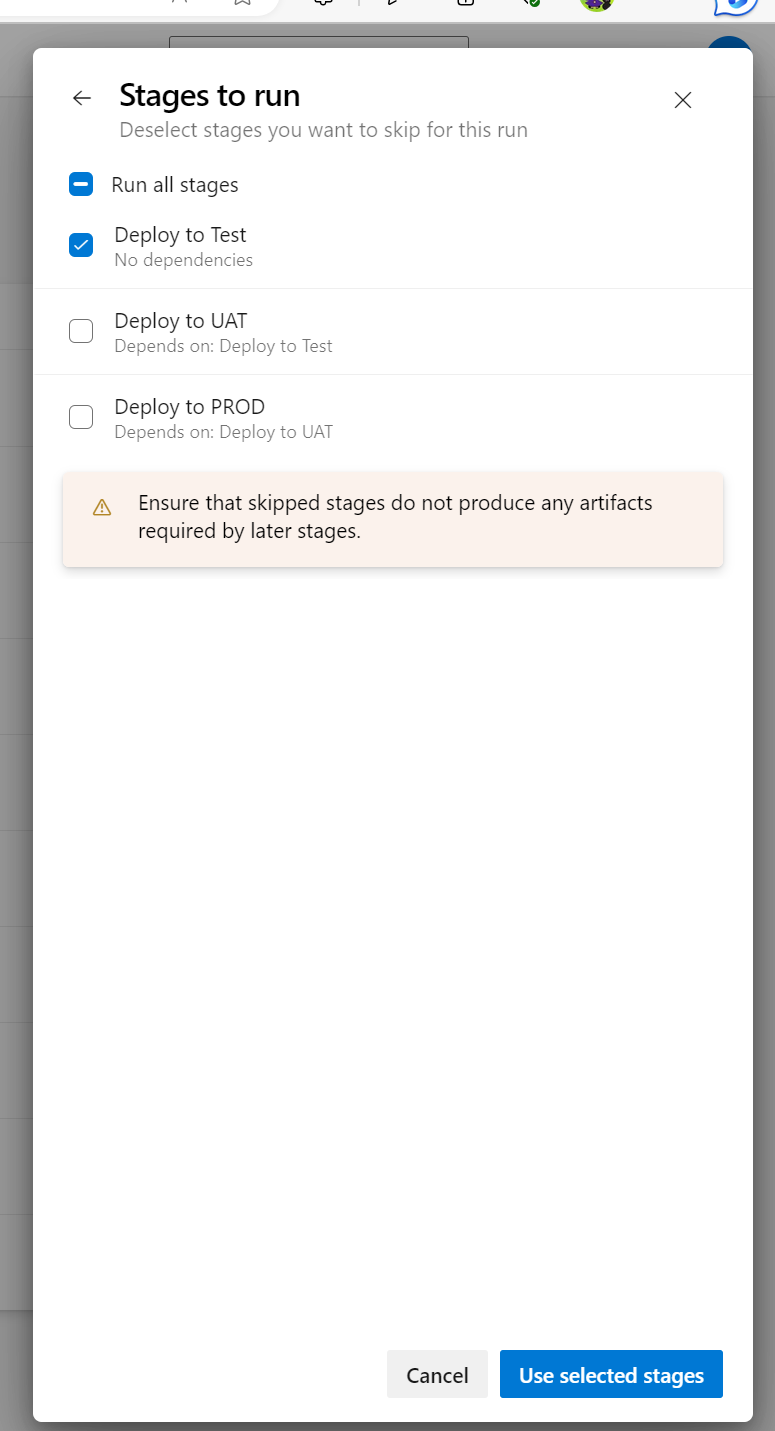 Stages to run
Deselect stages you want to skip for this run
Run all stages
Deploy to Test
No dependencies
Deploy to UAT
Depends on: Deploy to Test
Deploy to PROD
Depends on: Deploy to UAT
Ensure that skipped stages do not produce any artifacts
required by later stages.
Cancel
Use selected stages